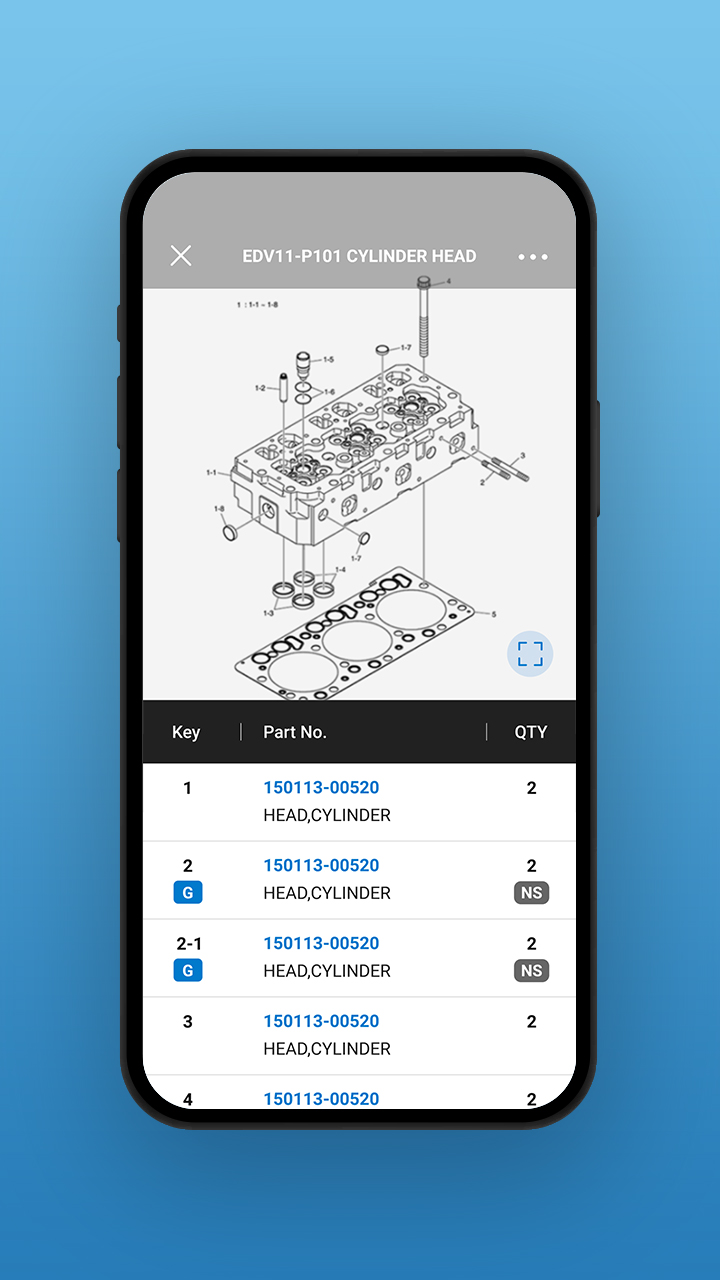 EDV11-P101 CYLINDER HEAD
1 : 1-1 ~ 1-8
4
1-5
1-7
1-2
1-6
1-1
3
2
1-8
1-7
1-4
1-3
5
Key Part No. QTY
1 150113-00520 2
HEAD,CYLINDER
2 150113-00520 2
G HEAD,CYLINDER NS
2-1 150113-00520 2
G HEAD,CYLINDER NS
3 150113-00520 2
HEAD,CYLINDER
4 150113-00520 2